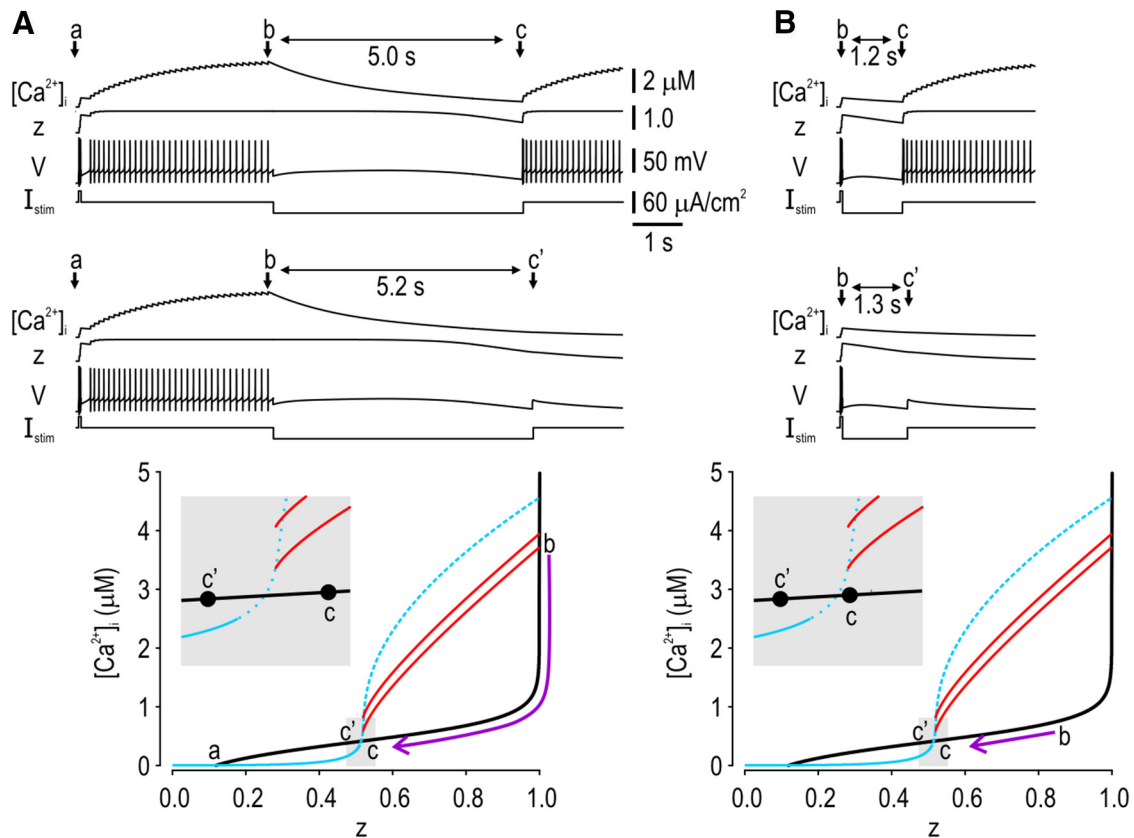 A
a b c
5.0 s
[Ca²⁺]ᵢ
z
V
Iₛₜᵢₘ
2 μM
1.0
50 mV
60 μA/cm²
1 s
a b c'
5.2 s
[Ca²⁺]ᵢ
z
V
Iₛₜᵢₘ
[Ca²⁺]ᵢ (μM)
5
4
3
2
1
0
c'
c
b
a
c'
c
0.0 0.2 0.4 0.6 0.8 1.0
z
B
b c
1.2 s
[Ca²⁺]ᵢ
z
V
Iₛₜᵢₘ
b c'
1.3 s
[Ca²⁺]ᵢ
z
V
Iₛₜᵢₘ
[Ca²⁺]ᵢ (μM)
5
4
3
2
1
0
c'
c
c'
c
b
0.0 0.2 0.4 0.6 0.8 1.0
z